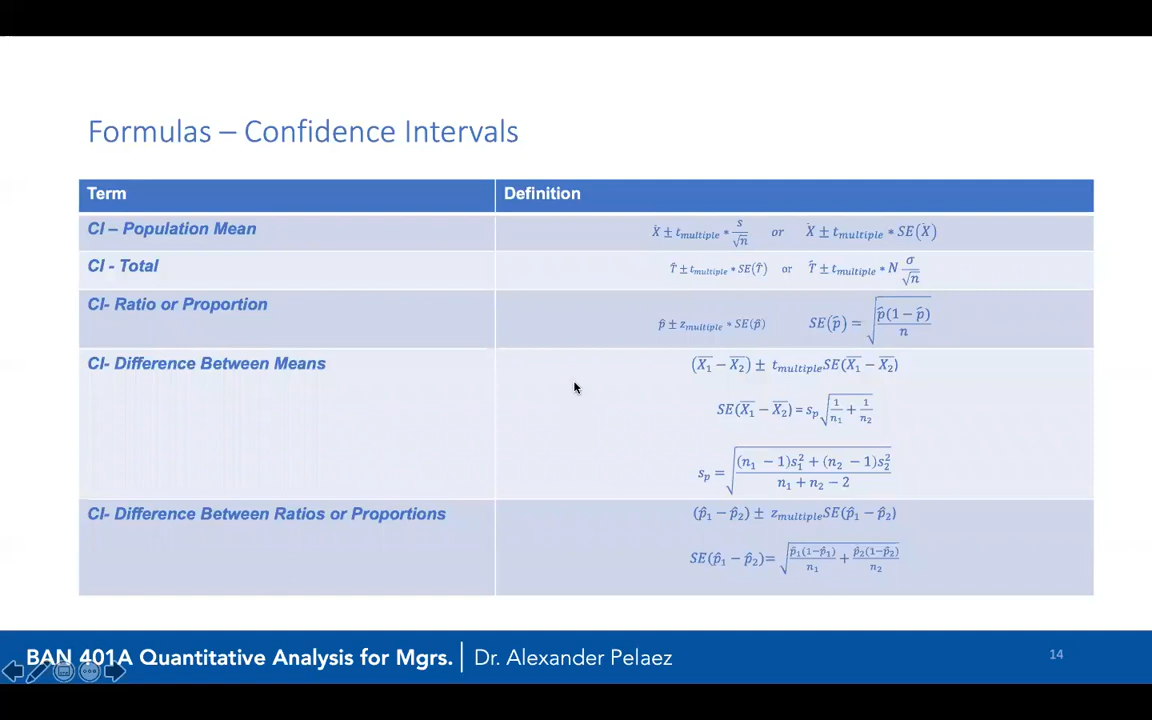 Formulas – Confidence Intervals
Term Definition
CI – Population Mean Ẋ ± t_multiple * s/√n or Ẋ ± t_multiple * SE(Ẋ)
CI - Total T̂ ± t_multiple * SE(T̂) or T̂ ± t_multiple * N σ/√n
CI- Ratio or Proportion p̂ ± z_multiple * SE(p̂) SE(p̂) = √(p̂(1 − p̂)/n)
CI- Difference Between Means (X̅₁ − X̅₂) ± t_multiple SE(X̅₁ − X̅₂)
SE(X̅₁ − X̅₂) = s_p √(1/n₁ + 1/n₂)
s_p = √(((n₁ − 1)s₁² + (n₂ − 1)s₂²)/(n₁ + n₂ − 2))
CI- Difference Between Ratios or Proportions (p̂₁ − p̂₂) ± z_multiple SE(p̂₁ − p̂₂)
SE(p̂₁ − p̂₂)= √(p̂₁(1−p̂₁)/n₁ + p̂₂(1−p̂₂)/n₂)
BAN 401A Quantitative Analysis for Mgrs. | Dr. Alexander Pelaez 14